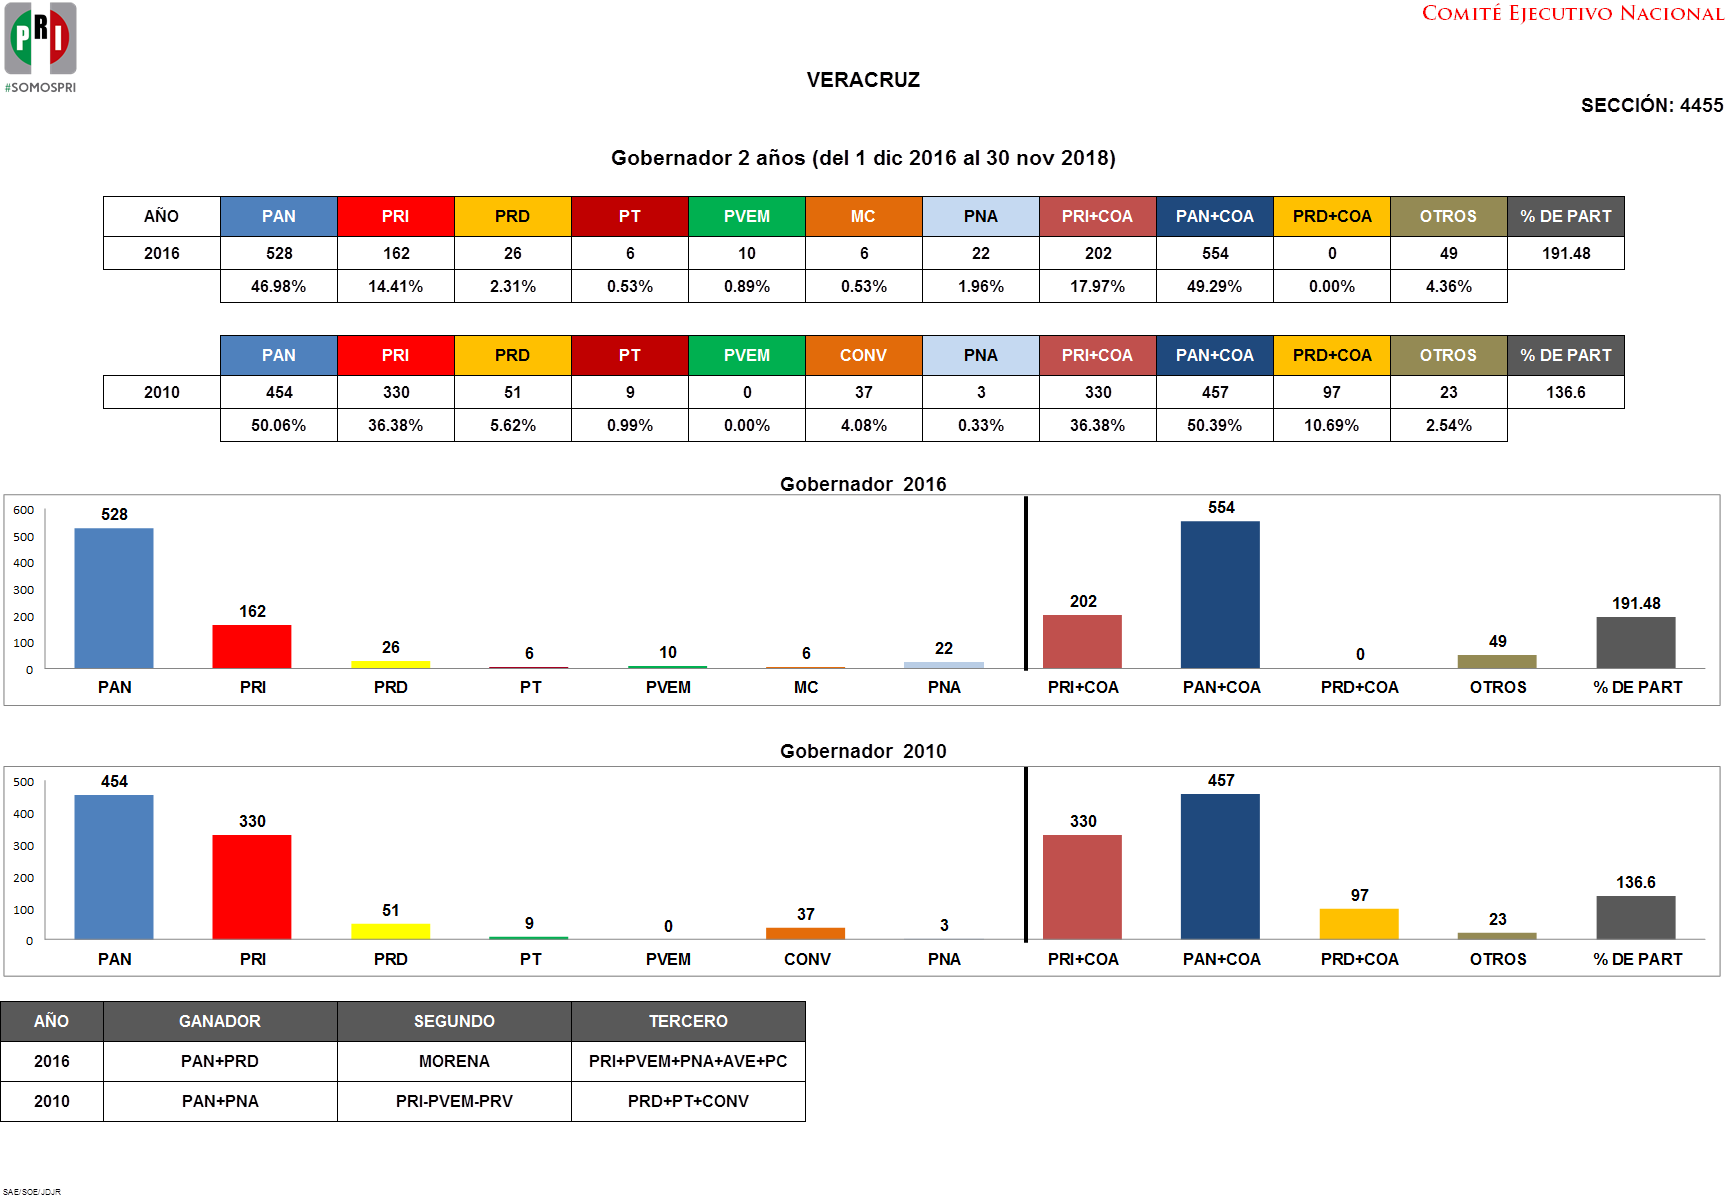 PRI
#SOMOSPRI
COMITÉ EJECUTIVO NACIONAL
VERACRUZ
SECCIÓN: 4455
Gobernador 2 años (del 1 dic 2016 al 30 nov 2018)
AÑO PAN PRI PRD PT PVEM MC PNA PRI+COA PAN+COA PRD+COA OTROS % DE PART
2016 528 162 26 6 10 6 22 202 554 0 49 191.48
46.98% 14.41% 2.31% 0.53% 0.89% 0.53% 1.96% 17.97% 49.29% 0.00% 4.36%
PAN PRI PRD PT PVEM CONV PNA PRI+COA PAN+COA PRD+COA OTROS % DE PART
2010 454 330 51 9 0 37 3 330 457 97 23 136.6
50.06% 36.38% 5.62% 0.99% 0.00% 4.08% 0.33% 36.38% 50.39% 10.69% 2.54%
Gobernador 2016
600
500
400
300
200
100
0
528 162 26 6 10 6 22 202 554 0 49 191.48
PAN PRI PRD PT PVEM MC PNA PRI+COA PAN+COA PRD+COA OTROS % DE PART
Gobernador 2010
500
400
300
200
100
0
454 330 51 9 0 37 3 330 457 97 23 136.6
PAN PRI PRD PT PVEM CONV PNA PRI+COA PAN+COA PRD+COA OTROS % DE PART
AÑO GANADOR SEGUNDO TERCERO
2016 PAN+PRD MORENA PRI+PVEM+PNA+AVE+PC
2010 PAN+PNA PRI-PVEM-PRV PRD+PT+CONV
SAE/SOE/JDJR